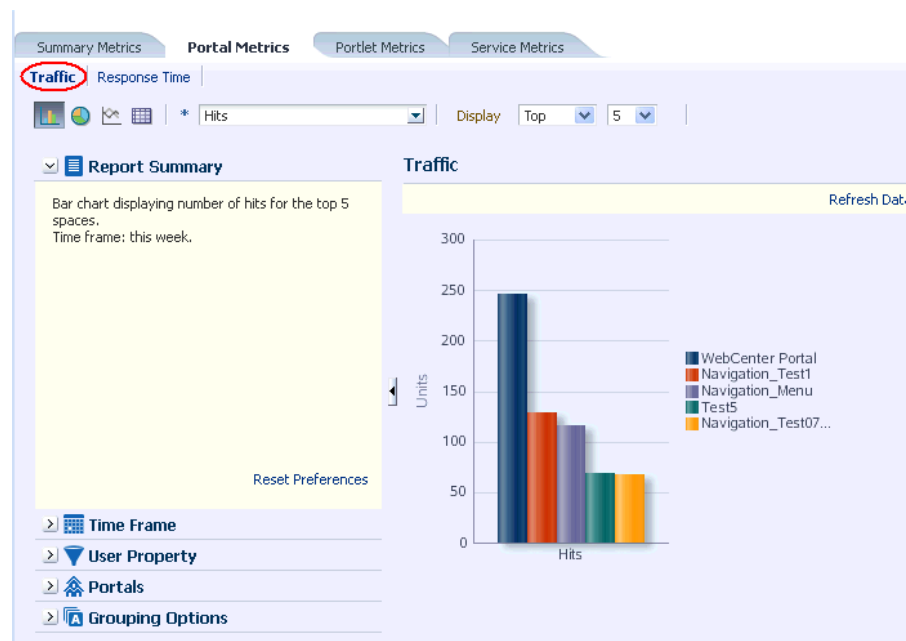 Summary Metrics Portal Metrics Portlet Metrics Service Metrics
Traffic Response Time
* Hits Display Top 5
Report Summary
Bar chart displaying number of hits for the top 5
spaces.
Time frame: this week.
Reset Preferences
Time Frame
User Property
Portals
Grouping Options
Traffic
Refresh Data
300
250
200
150
100
50
0
Units
Hits
WebCenter Portal
Navigation_Test1
Navigation_Menu
Test5
Navigation_Test07...